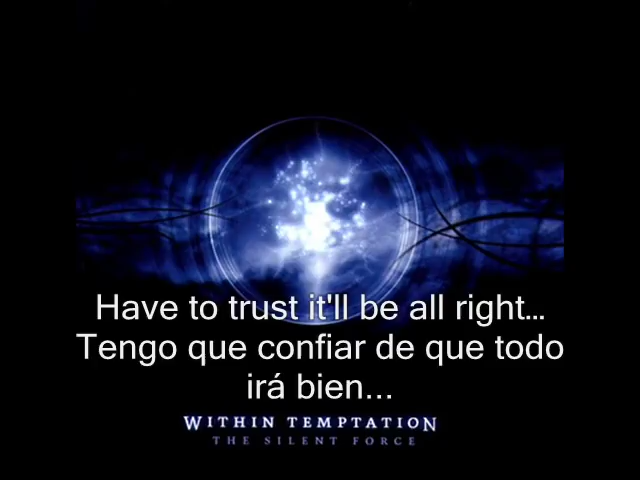 Have to trust it'll be all right...
Tengo que confiar de que todo
irá bien...
WITHIN TEMPTATION
THE SILENT FORCE